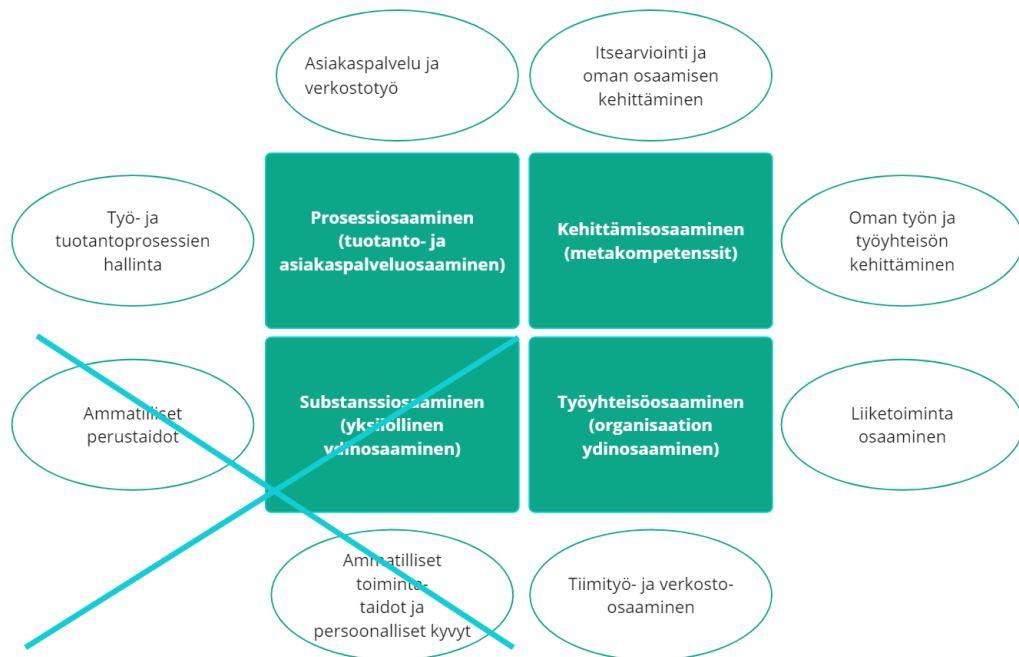 Asiakaspalvelu ja
verkostotyö
Itsearviointi ja
oman osaamisen
kehittäminen
Työ- ja
tuotantoprosessien
hallinta
Prosessiosaaminen
(tuotanto- ja
asiakaspalveluosaaminen)
Kehittämisosaaminen
(metakompetenssit)
Oman työn ja
työyhteisön
kehittäminen
Ammatilliset
perustaidot
Substanssiosaaminen
(yksilöllinen
ydinosaaminen)
Työyhteisöosaaminen
(organisaation
ydinosaaminen)
Liiketoiminta
osaaminen
Ammatilliset
toiminta-
taidot ja
persoonalliset kyvyt
Tiimityö- ja verkosto-
osaaminen